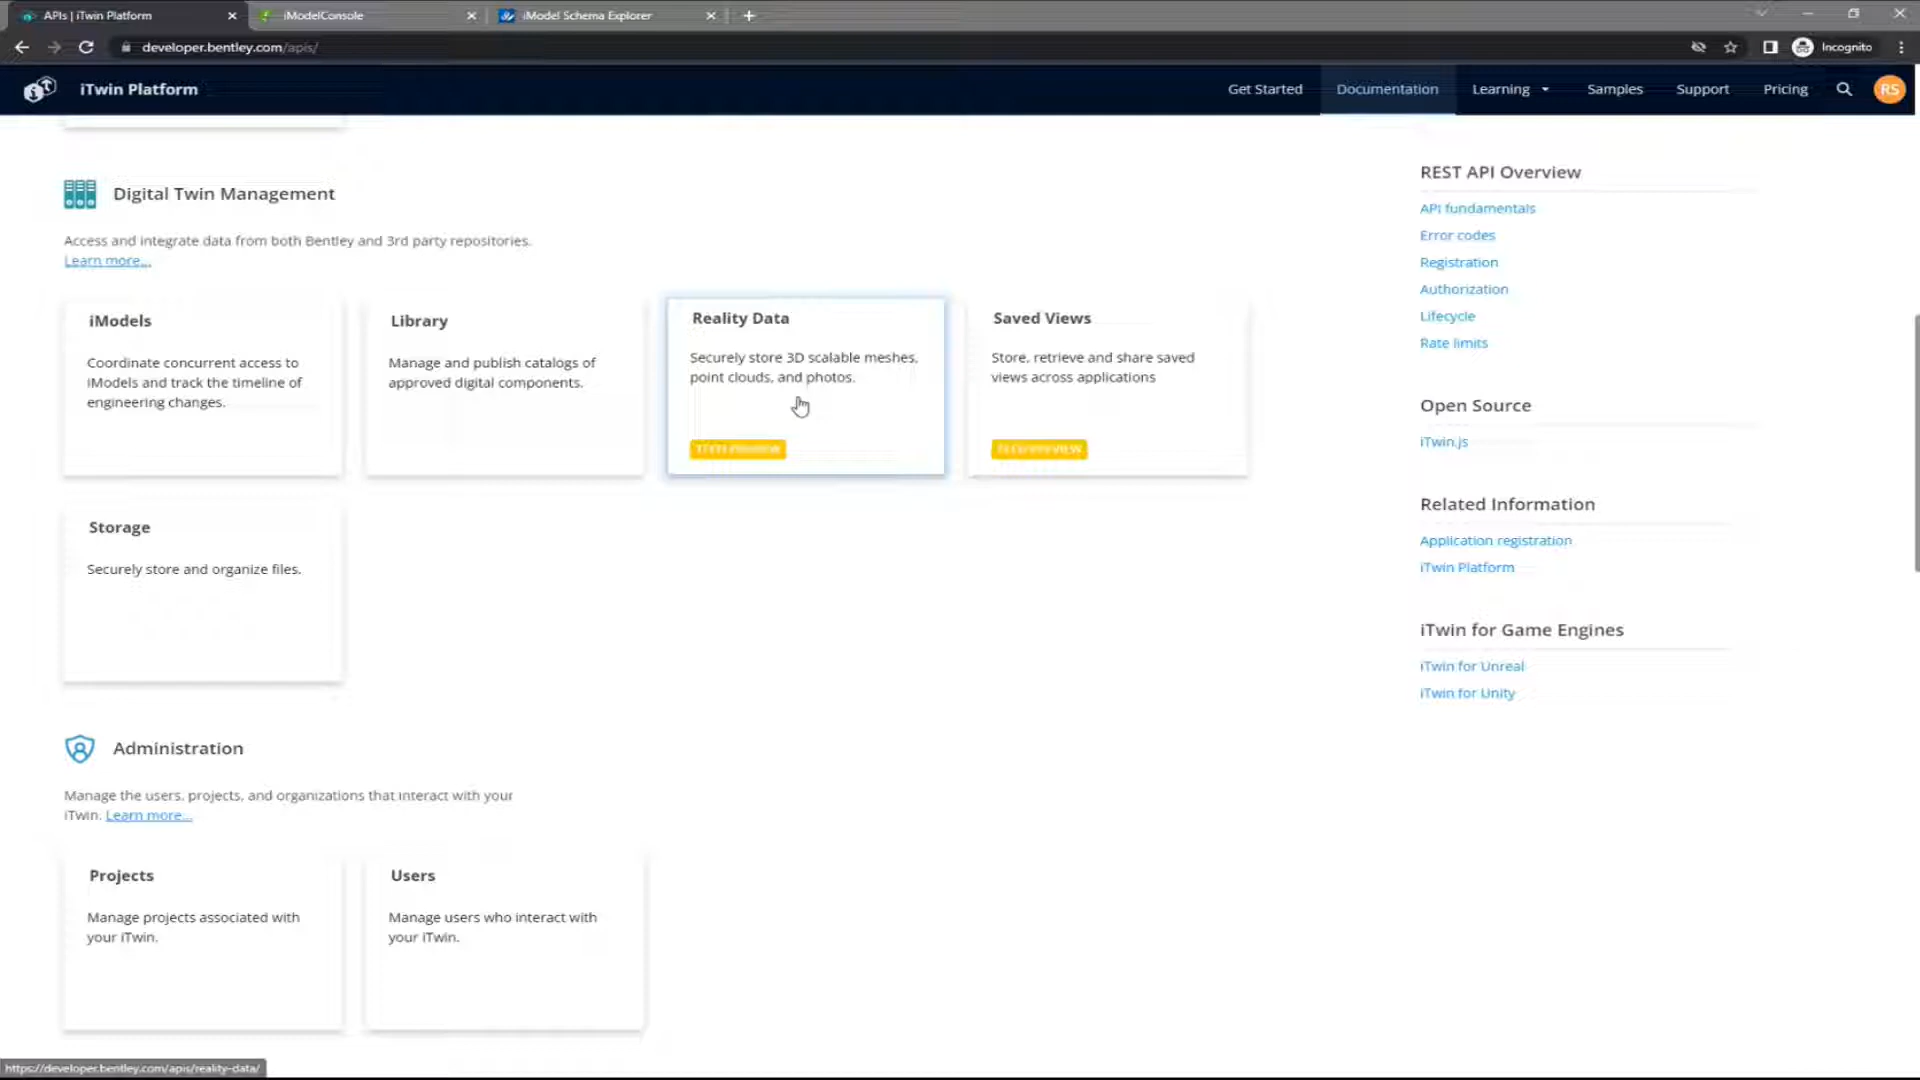 APIs | iTwin Platform
iModelConsole
iModel Schema Explorer
developer.bentley.com/apis/
Incognito
iTwin Platform
Get Started
Documentation
Learning
Samples
Support
Pricing
RS
Digital Twin Management
Access and integrate data from both Bentley and 3rd party repositories.
Learn more...
iModels
Coordinate concurrent access to
iModels and track the timeline of
engineering changes.
Library
Manage and publish catalogs of
approved digital components.
Reality Data
Securely store 3D scalable meshes,
point clouds, and photos.
TECH PREVIEW
Saved Views
Store, retrieve and share saved
views across applications
TECH PREVIEW
Storage
Securely store and organize files.
Administration
Manage the users, projects, and organizations that interact with your
iTwin. Learn more...
Projects
Manage projects associated with
your iTwin.
Users
Manage users who interact with
your iTwin.
REST API Overview
API fundamentals
Error codes
Registration
Authorization
Lifecycle
Rate limits
Open Source
iTwin.js
Related Information
Application registration
iTwin Platform
iTwin for Game Engines
iTwin for Unreal
iTwin for Unity
https://developer.bentley.com/apis/reality-data/